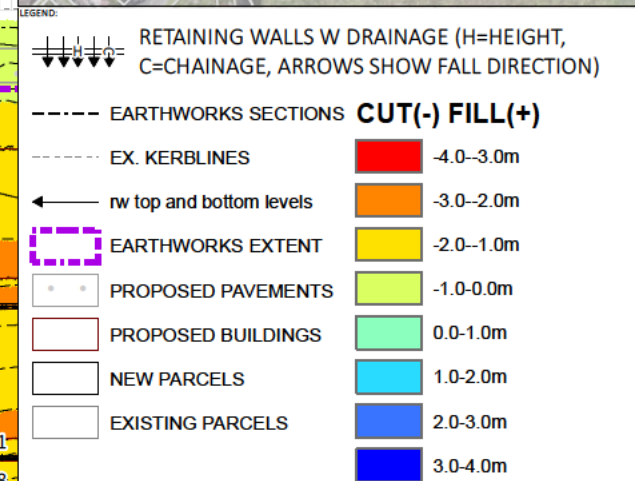 LEGEND:
H C
RETAINING WALLS W DRAINAGE (H=HEIGHT,
C=CHAINAGE, ARROWS SHOW FALL DIRECTION)
EARTHWORKS SECTIONS
EX. KERBLINES
rw top and bottom levels
EARTHWORKS EXTENT
PROPOSED PAVEMENTS
PROPOSED BUILDINGS
NEW PARCELS
EXISTING PARCELS
CUT(-) FILL(+)
-4.0--3.0m
-3.0--2.0m
-2.0--1.0m
-1.0-0.0m
0.0-1.0m
1.0-2.0m
2.0-3.0m
3.0-4.0m
1